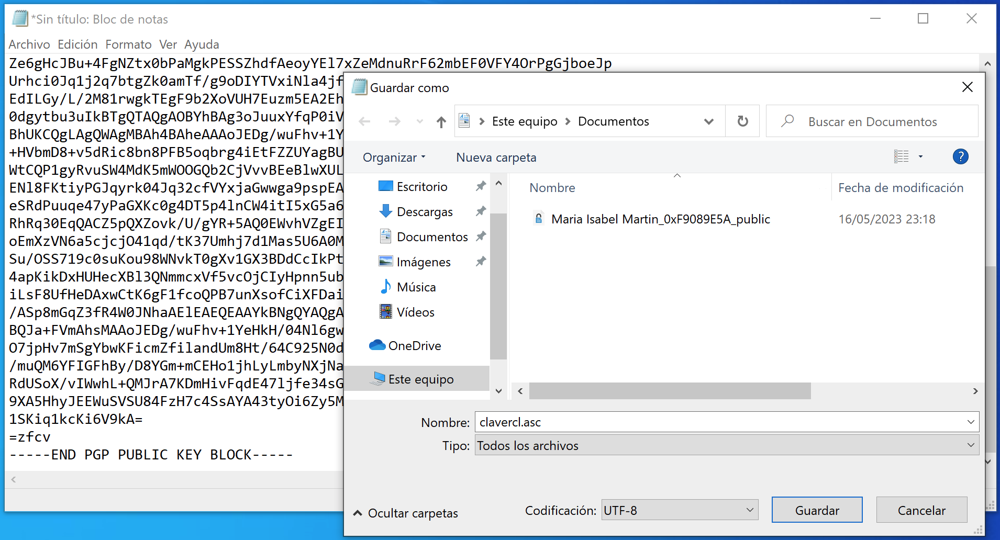 *Sin título: Bloc de notas
Archivo Edición Formato Ver Ayuda
Ze6gHcJBu+4FgNZtx0bPaMgkPESSZhdfAeoyYEl7xZeMdnuRrF62mbEF0VFY4OrPgGjboeJp
Urhci0Jq1j2q7btgZk0amTf/g9oDIYTVxiNla4jf
EdILGy/L/2M81rwgkTEgF9b2XoVUH7Euzm5EA2Eh
0dgytbu3uIkBTgQTAQgAOBYhBAg3oJuuxYfqP0iV
BhUKCQgLAgQWAgMBAh4BAheAAAoJEDg/wuFhv+1Y
+HVbmD8+v5dRic8bn8PFB5oqbrg4iEtFZZUYagBU
WtCQP1gyRvuSW4MdK5mWOOGQb2CjVvvBEeBlwXUL
ENl8FKtiyPGJqyrk04Jq32cfVYxjaGwwga9pspEA
eSRdPuuqe47yPaGXKc0g4DT5p4lnCW4itI5xG5a6
RhRq30EqQACZ5pQXZovk/U/gYR+5AQ0EWvhVZgEI
oEmXzVN6a5cjcjO41qd/tK37Umhj7d1Mas5U6A0M
Su/OSS719c0suKou98WNvkT0gXv1GX3BDdCcIkPt
4apKikDxHUHecXBl3QNmmcxVf5vcOjCIyHpnn5ub
iLsF8UfHeDAxwCtK6gF1fcoQPB7unXsofCiXFDai
/ASp8mGqZ3fR4W0JNhaAElEAEQEAAYkBNgQYAQgA
BQJa+FVmAhsMAAoJEDg/wuFhv+1YeHkH/04Nl6gw
O7jpHv7mSgYbwKFicmZfilandUm8Ht/64C925N0d
/muQM6YFIGFhBy/D8YGm+mCEHo1jhLyLmbyNXjNa
RdUSoX/vIWwhL+QMJrA7KDmHivFqdE47ljfe34sG
9XA5HhyJEEWuSVSU84FzH7c4SsAYA43tyOi6Zy5M
1SKiq1kcKi6V9kA=
=zfcv
-----END PGP PUBLIC KEY BLOCK-----
Guardar como
Este equipo Documentos
Buscar en Documentos
Organizar Nueva carpeta
?
Escritorio
Descargas
Documentos
Imágenes
Música
Vídeos
OneDrive
Este equipo
Nombre Fecha de modificación
Maria Isabel Martin_0xF9089E5A_public 16/05/2023 23:18
Nombre: clavercl.asc
Tipo: Todos los archivos
Ocultar carpetas
Codificación: UTF-8
Guardar
Cancelar